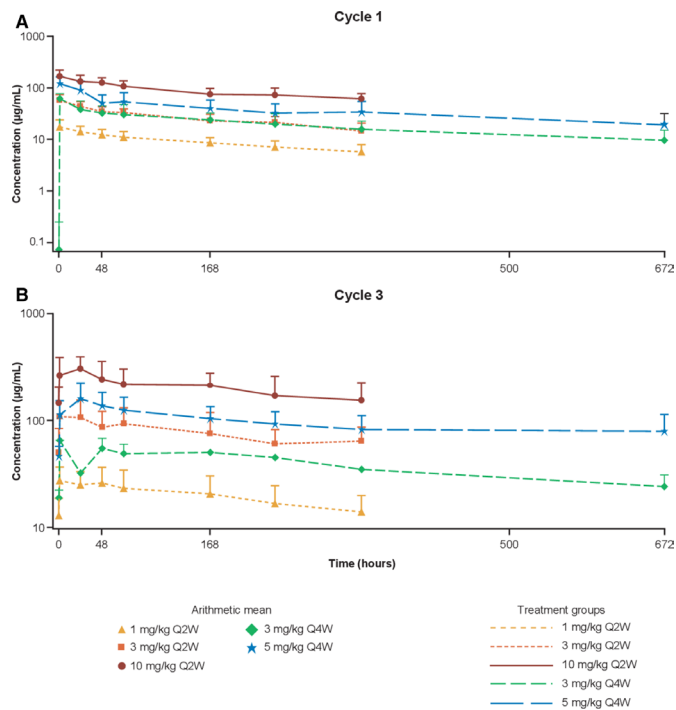 A
Cycle 1
Concentration (µg/mL)
1000
100
10
1
0.1
0
48
168
500
672
B
Cycle 3
Concentration (µg/mL)
1000
100
10
0
48
168
500
672
Time (hours)
Arithmetic mean
1 mg/kg Q2W
3 mg/kg Q4W
3 mg/kg Q2W
5 mg/kg Q4W
10 mg/kg Q2W
Treatment groups
1 mg/kg Q2W
3 mg/kg Q2W
10 mg/kg Q2W
3 mg/kg Q4W
5 mg/kg Q4W